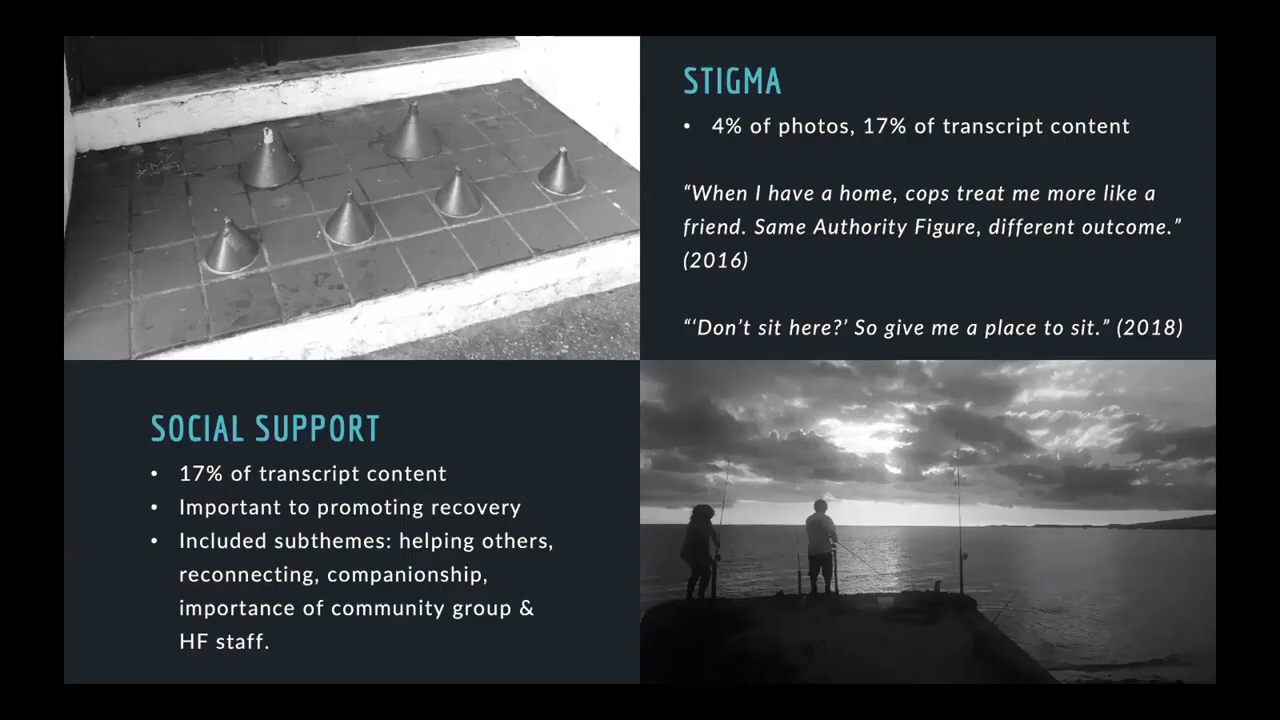 STIGMA
• 4% of photos, 17% of transcript content
“When I have a home, cops treat me more like a
friend. Same Authority Figure, different outcome.”
(2016)
“‘Don’t sit here?’ So give me a place to sit.” (2018)
SOCIAL SUPPORT
• 17% of transcript content
• Important to promoting recovery
• Included subthemes: helping others,
reconnecting, companionship,
importance of community group &
HF staff.